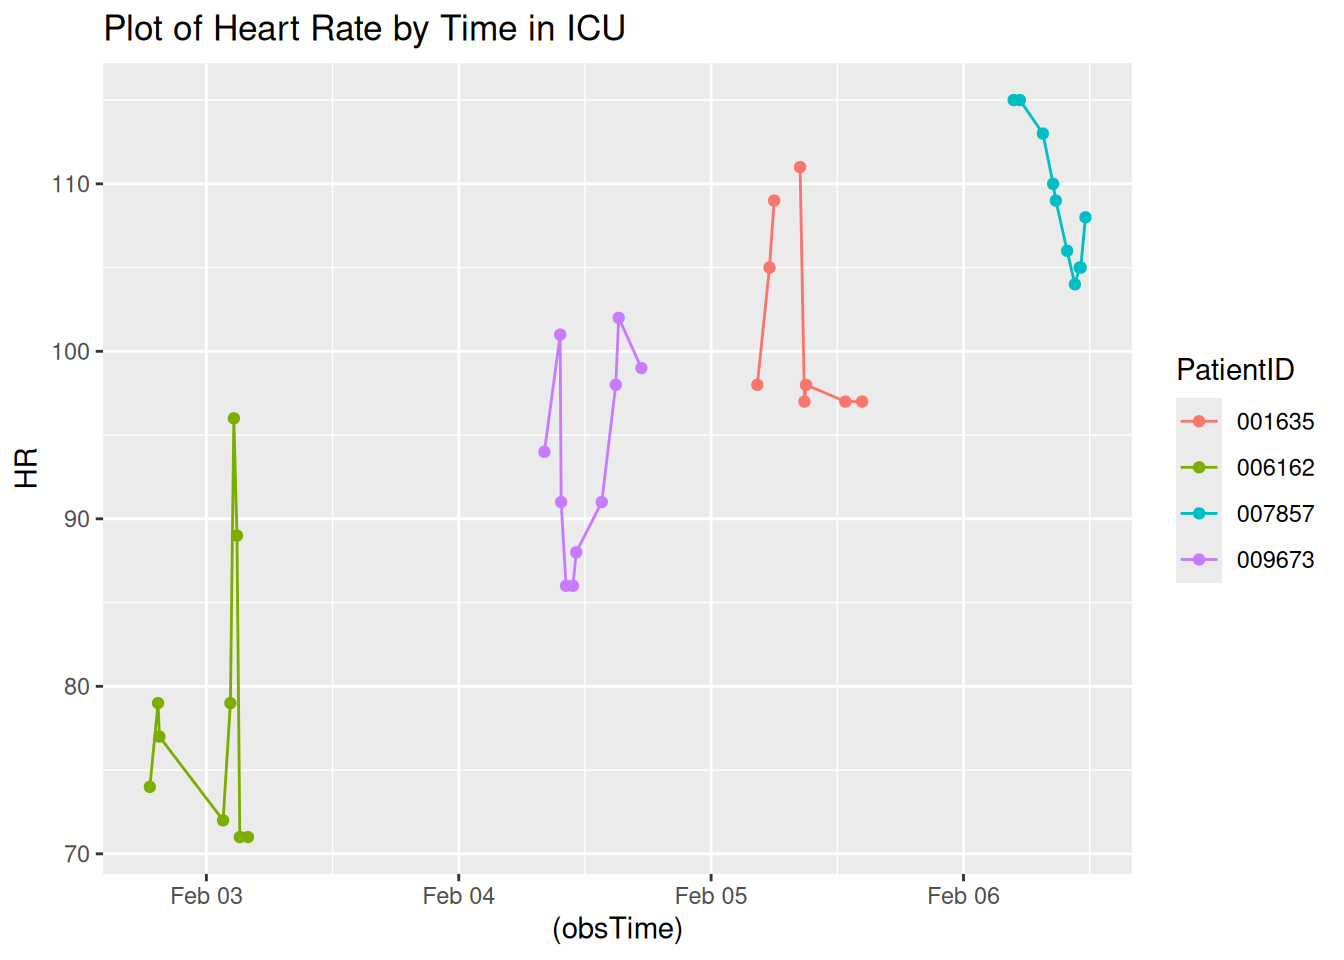 Plot of Heart Rate by Time in ICU
HR
110
100
90
80
70
Feb 03
Feb 04
Feb 05
Feb 06
(obsTime)
PatientID
001635
006162
007857
009673